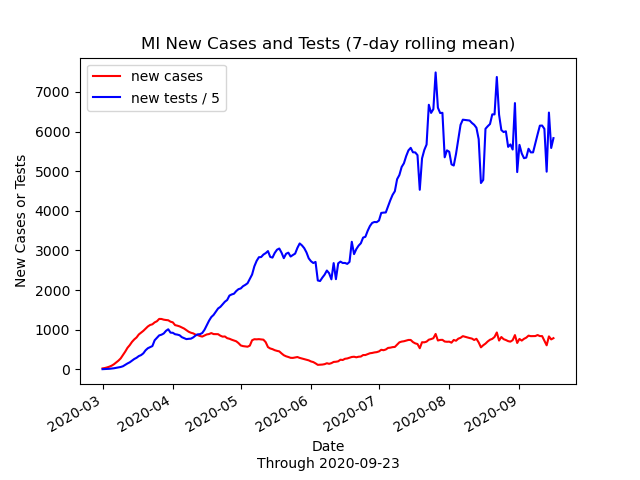 MI New Cases and Tests (7-day rolling mean)
new cases
new tests / 5
New Cases or Tests
7000
6000
5000
4000
3000
2000
1000
0
2020-03
2020-04
2020-05
2020-06
2020-07
2020-08
2020-09
Date
Through 2020-09-23